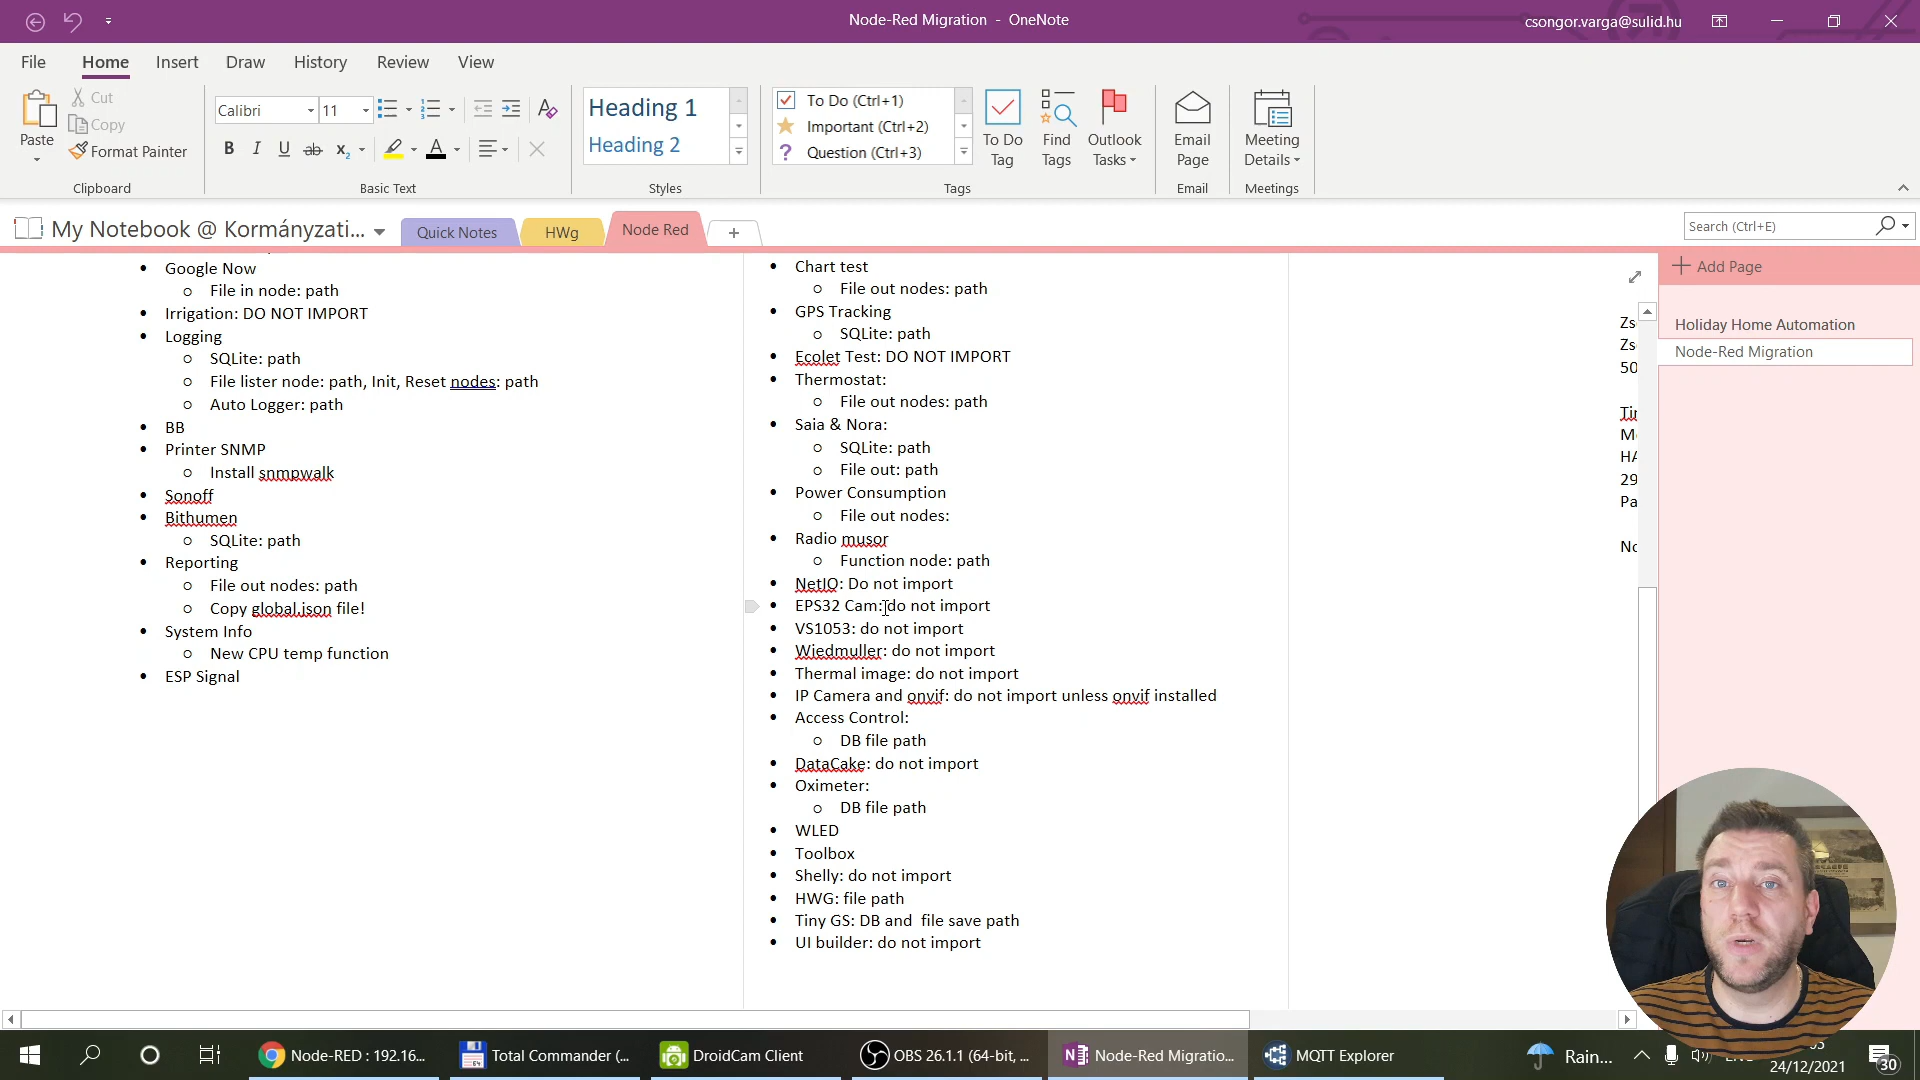 Node-Red Migration - OneNote
csongor.varga@sulid.hu
File Home Insert Draw History Review View
Paste
Cut
Copy
Format Painter
Clipboard
Calibri 11
B I U ab x₂ A
Basic Text
Heading 1
Heading 2
Styles
To Do (Ctrl+1)
Important (Ctrl+2)
? Question (Ctrl+3)
To Do Tag
Find Tags
Outlook Tasks
Tags
Email Page
Email
Meeting Details
Meetings
My Notebook @ Kormányzati...
Quick Notes
HWg
Node Red
+
Search (Ctrl+E)
Google Now
File in node: path
Irrigation: DO NOT IMPORT
Logging
SQLite: path
File lister node: path, Init, Reset nodes: path
Auto Logger: path
BB
Printer SNMP
Install snmpwalk
Sonoff
Bithumen
SQLite: path
Reporting
File out nodes: path
Copy global.json file!
System Info
New CPU temp function
ESP Signal
Chart test
File out nodes: path
GPS Tracking
SQLite: path
Ecolet Test: DO NOT IMPORT
Thermostat:
File out nodes: path
Saia & Nora:
SQLite: path
File out: path
Power Consumption
File out nodes:
Radio musor
Function node: path
NetIO: Do not import
EPS32 Cam: do not import
VS1053: do not import
Wiedmuller: do not import
Thermal image: do not import
IP Camera and onvif: do not import unless onvif installed
Access Control:
DB file path
DataCake: do not import
Oximeter:
DB file path
WLED
Toolbox
Shelly: do not import
HWG: file path
Tiny GS: DB and file save path
UI builder: do not import
Zs
Zs
50
Tir
HA
29
Pa
No
Add Page
Holiday Home Automation
Node-Red Migration
Node-RED : 192.16...
Total Commander (...
DroidCam Client
OBS 26.1.1 (64-bit, ...
Node-Red Migratio...
MQTT Explorer
Rain...
24/12/2021
30